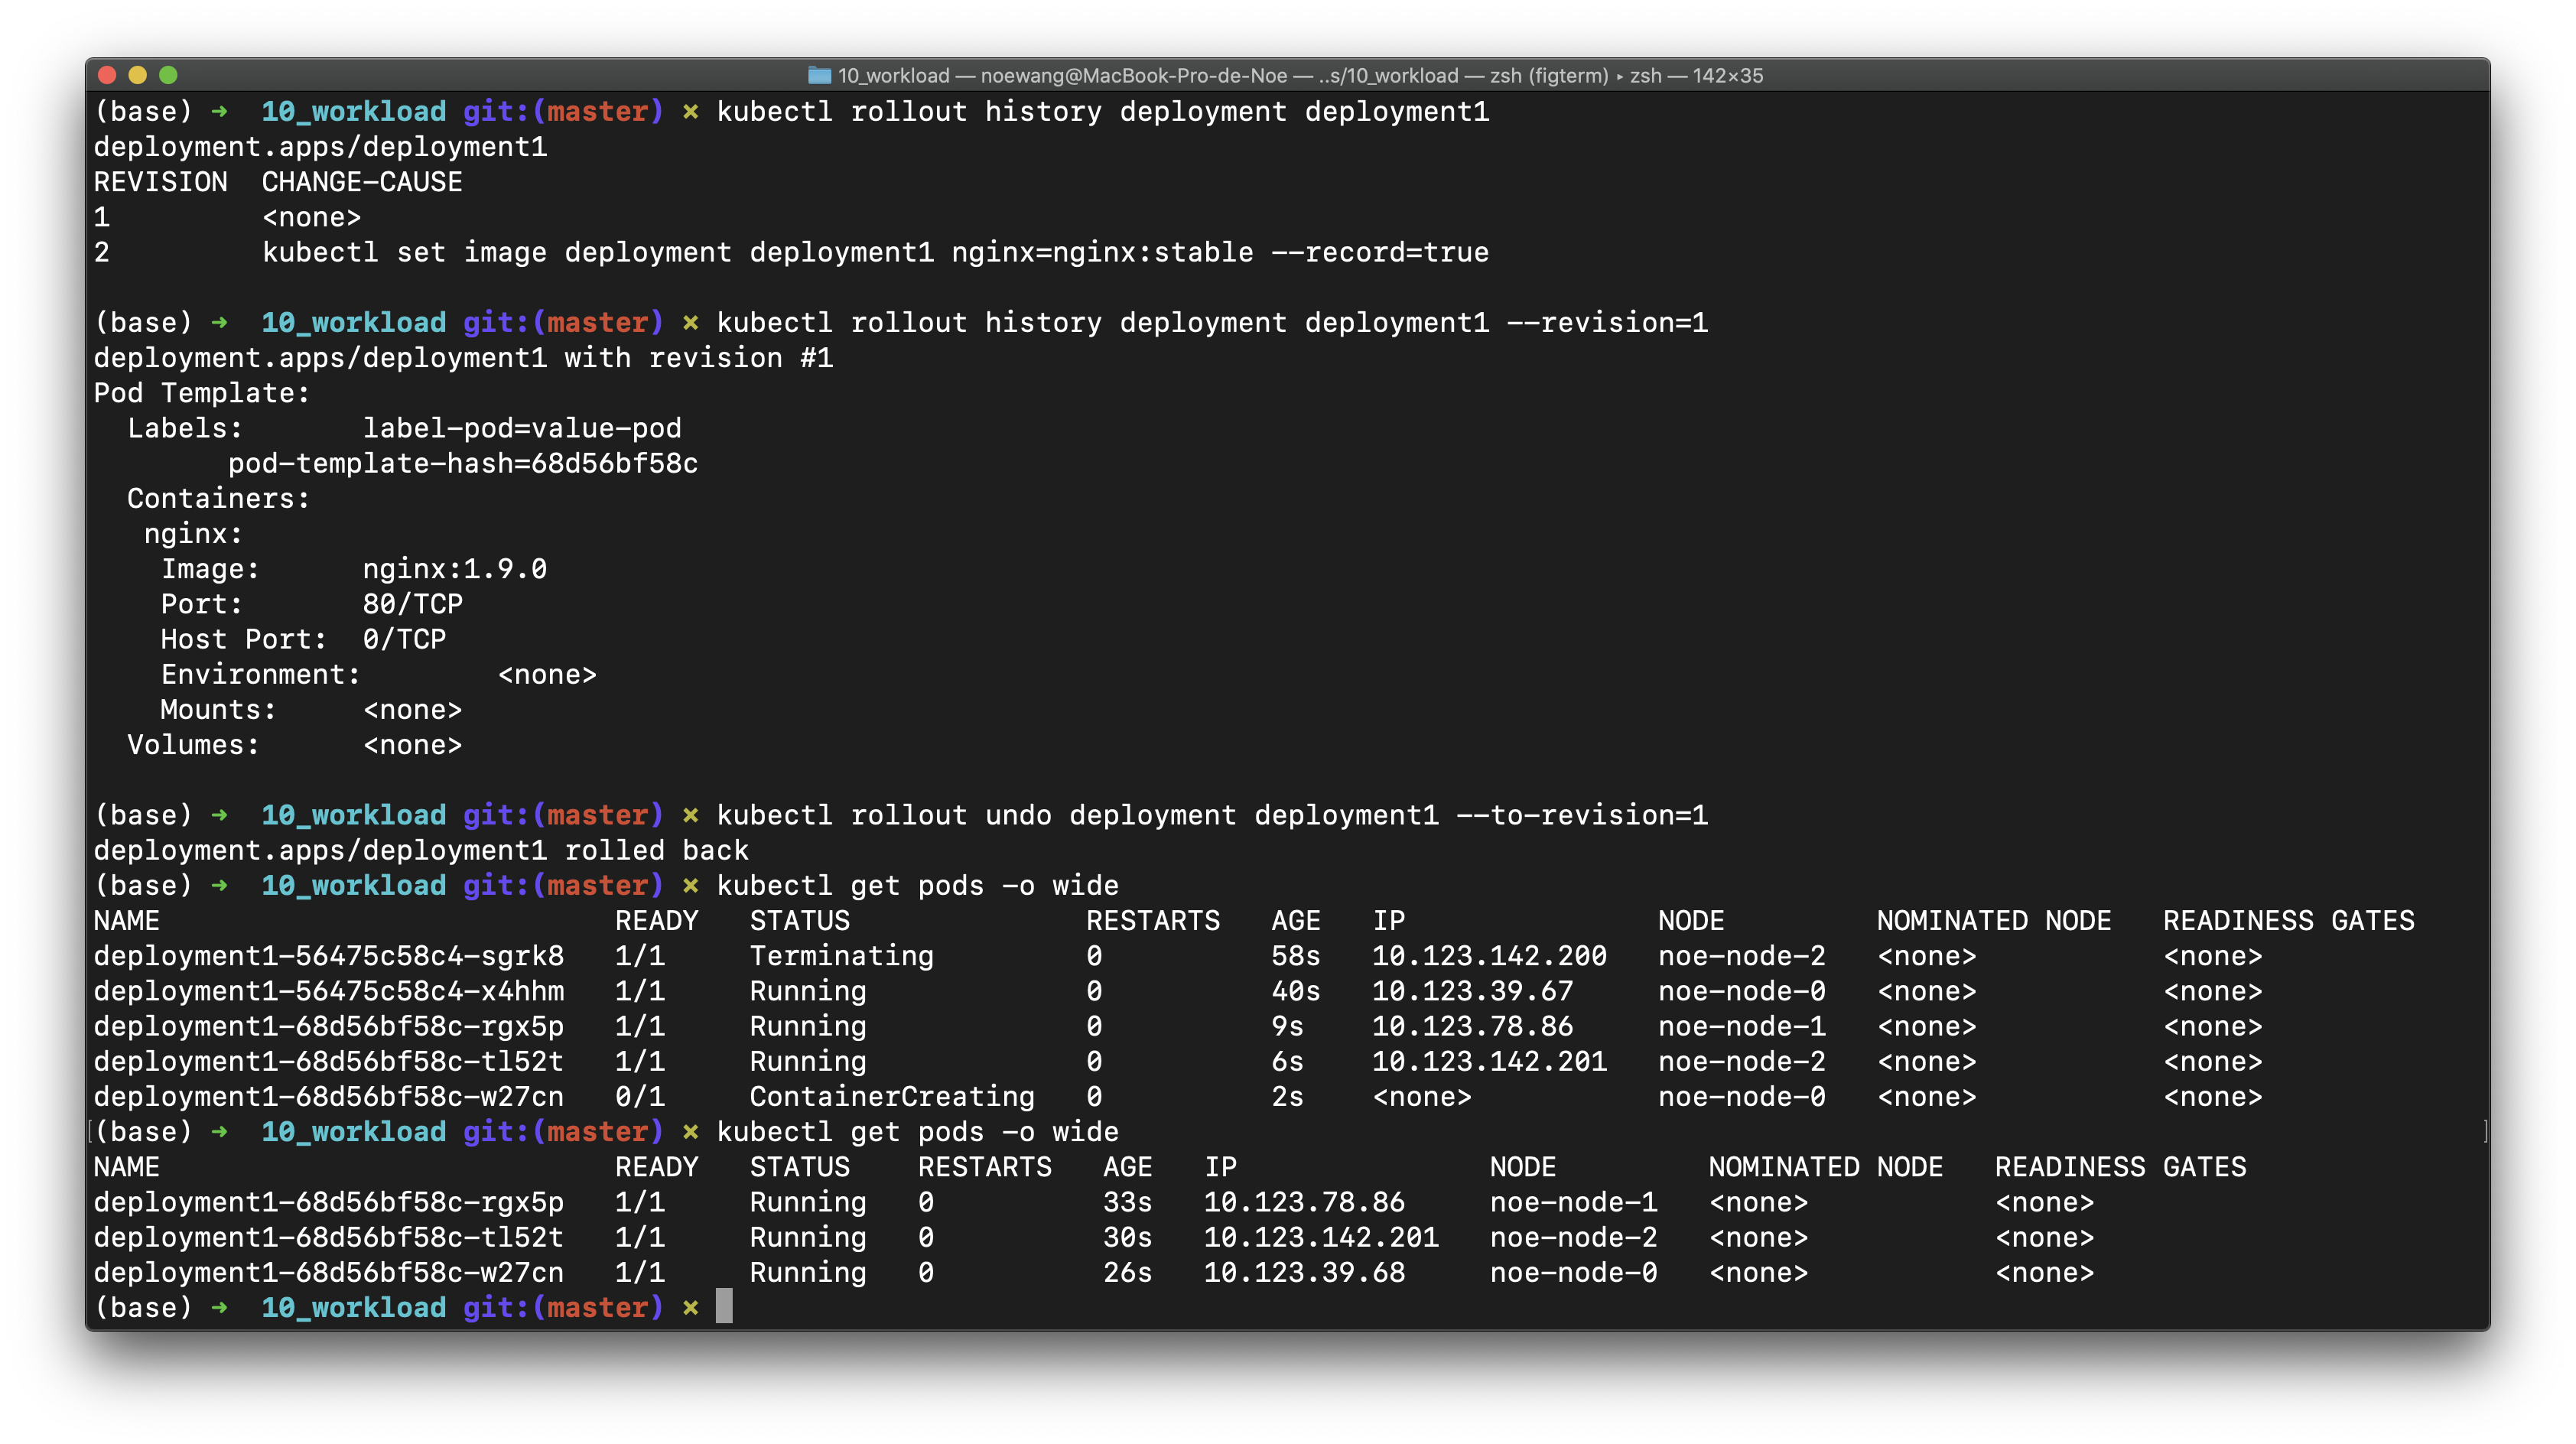 10_workload — noewang@MacBook-Pro-de-Noe — ..s/10_workload — zsh (figterm) ▸ zsh — 142×35
(base) ➜  10_workload git:(master) ✗ kubectl rollout history deployment deployment1
deployment.apps/deployment1
REVISION  CHANGE-CAUSE
1         <none>
2         kubectl set image deployment deployment1 nginx=nginx:stable --record=true
(base) ➜  10_workload git:(master) ✗ kubectl rollout history deployment deployment1 --revision=1
deployment.apps/deployment1 with revision #1
Pod Template:
  Labels:       label-pod=value-pod
        pod-template-hash=68d56bf58c
  Containers:
   nginx:
    Image:      nginx:1.9.0
    Port:       80/TCP
    Host Port:  0/TCP
    Environment:        <none>
    Mounts:     <none>
  Volumes:      <none>
(base) ➜  10_workload git:(master) ✗ kubectl rollout undo deployment deployment1 --to-revision=1
deployment.apps/deployment1 rolled back
(base) ➜  10_workload git:(master) ✗ kubectl get pods -o wide
NAME                           READY   STATUS              RESTARTS   AGE   IP               NODE         NOMINATED NODE   READINESS GATES
deployment1-56475c58c4-sgrk8   1/1     Terminating         0          58s   10.123.142.200   noe-node-2   <none>           <none>
deployment1-56475c58c4-x4hhm   1/1     Running             0          40s   10.123.39.67     noe-node-0   <none>           <none>
deployment1-68d56bf58c-rgx5p   1/1     Running             0          9s    10.123.78.86     noe-node-1   <none>           <none>
deployment1-68d56bf58c-tl52t   1/1     Running             0          6s    10.123.142.201   noe-node-2   <none>           <none>
deployment1-68d56bf58c-w27cn   0/1     ContainerCreating   0          2s    <none>           noe-node-0   <none>           <none>
(base) ➜  10_workload git:(master) ✗ kubectl get pods -o wide
NAME                           READY   STATUS    RESTARTS   AGE   IP               NODE         NOMINATED NODE   READINESS GATES
deployment1-68d56bf58c-rgx5p   1/1     Running   0          33s   10.123.78.86     noe-node-1   <none>           <none>
deployment1-68d56bf58c-tl52t   1/1     Running   0          30s   10.123.142.201   noe-node-2   <none>           <none>
deployment1-68d56bf58c-w27cn   1/1     Running   0          26s   10.123.39.68     noe-node-0   <none>           <none>
(base) ➜  10_workload git:(master) ✗